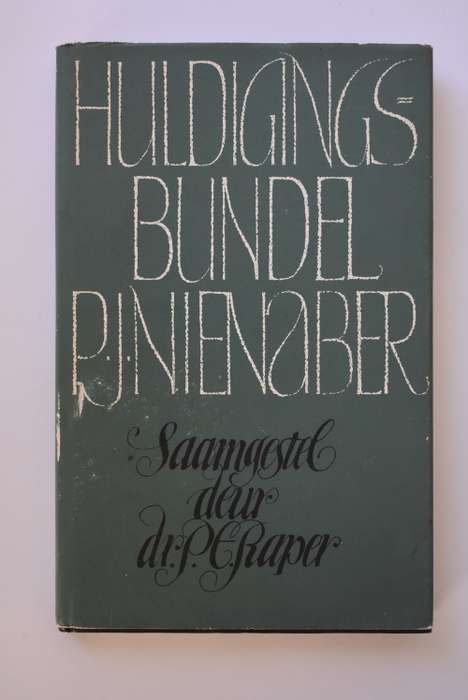 HULDIGINGS=
BUNDEL
P.J. NIENABER
Saamgestel
deur
dr. P. E. Raper